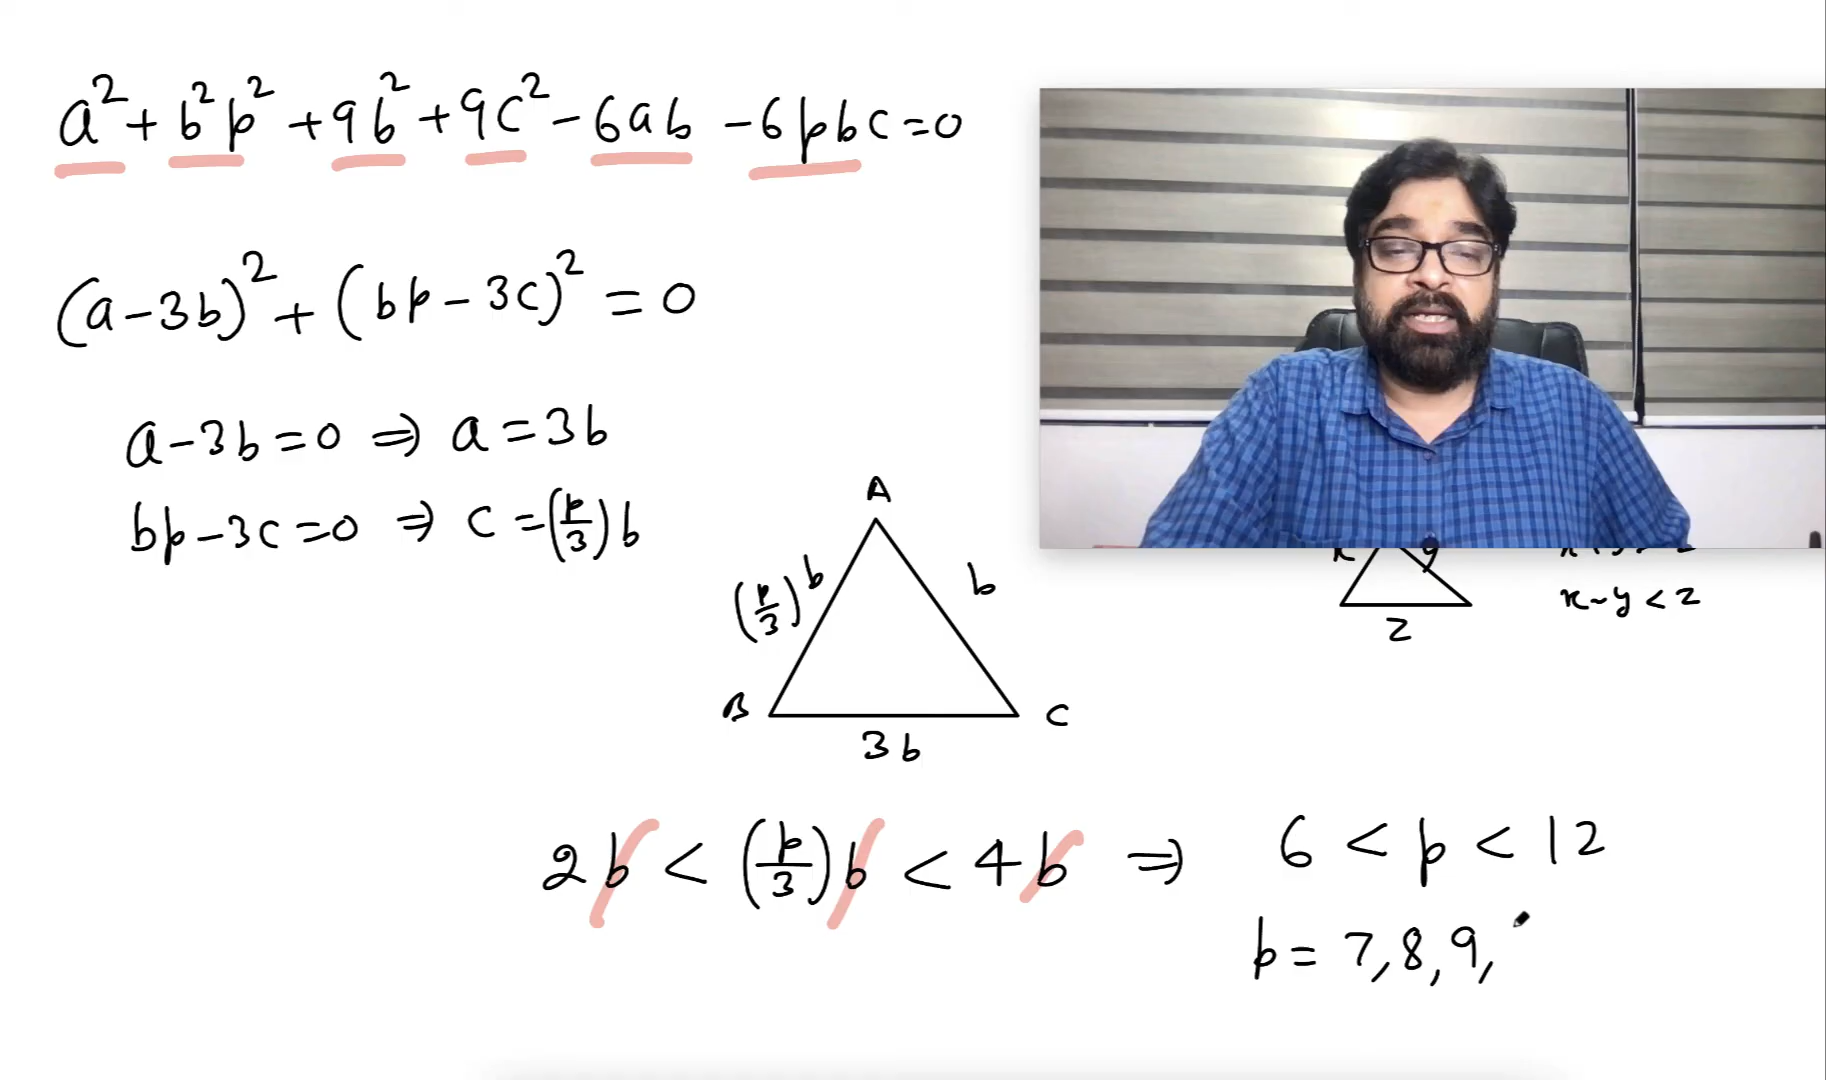 a² + b²p² + 9b² + 9c² - 6ab - 6pbc = 0
(a - 3b)² + (bp - 3c)² = 0
a - 3b = 0 ⇒ a = 3b
bp - 3c = 0 ⇒ c = (p/3) b
A
(p/3) b
b
B
C
3b
y
x ~ y < z
z
2b < (p/3) b < 4b ⇒ 6 < p < 12
p = 7, 8, 9,